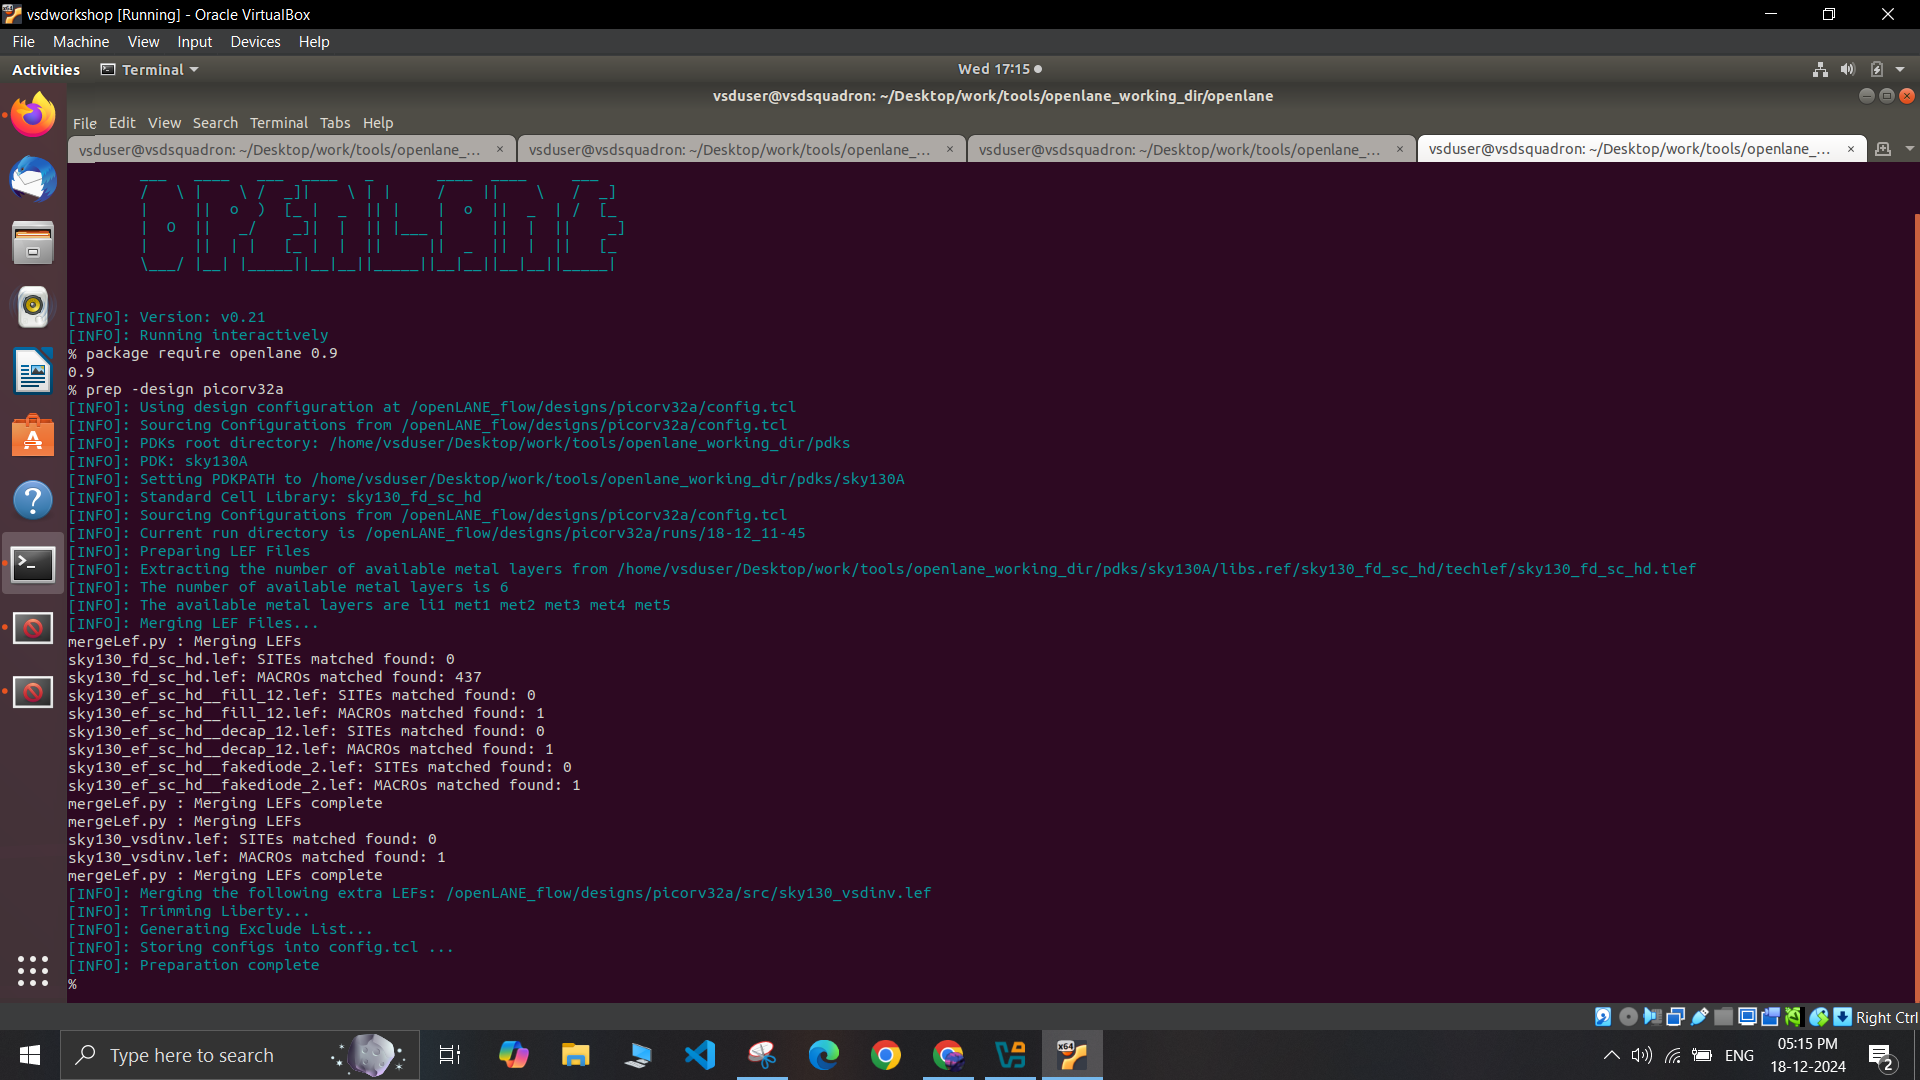 vsdworkshop [Running] - Oracle VirtualBox
File Machine View Input Devices Help
Activities Terminal Wed 17:15
vsduser@vsdsquadron: ~/Desktop/work/tools/openlane_working_dir/openlane
File Edit View Search Terminal Tabs Help
vsduser@vsdsquadron: ~/Desktop/work/tools/openlane_... × vsduser@vsdsquadron: ~/Desktop/work/tools/openlane_... × vsduser@vsdsquadron: ~/Desktop/work/tools/openlane_... × vsduser@vsdsquadron: ~/Desktop/work/tools/openlane_... ×
OPENLANE
[INFO]: Version: v0.21
[INFO]: Running interactively
% package require openlane 0.9
0.9
% prep -design picorv32a
[INFO]: Using design configuration at /openLANE_flow/designs/picorv32a/config.tcl
[INFO]: Sourcing Configurations from /openLANE_flow/designs/picorv32a/config.tcl
[INFO]: PDKs root directory: /home/vsduser/Desktop/work/tools/openlane_working_dir/pdks
[INFO]: PDK: sky130A
[INFO]: Setting PDKPATH to /home/vsduser/Desktop/work/tools/openlane_working_dir/pdks/sky130A
[INFO]: Standard Cell Library: sky130_fd_sc_hd
[INFO]: Sourcing Configurations from /openLANE_flow/designs/picorv32a/config.tcl
[INFO]: Current run directory is /openLANE_flow/designs/picorv32a/runs/18-12_11-45
[INFO]: Preparing LEF Files
[INFO]: Extracting the number of available metal layers from /home/vsduser/Desktop/work/tools/openlane_working_dir/pdks/sky130A/libs.ref/sky130_fd_sc_hd/techlef/sky130_fd_sc_hd.tlef
[INFO]: The number of available metal layers is 6
[INFO]: The available metal layers are li1 met1 met2 met3 met4 met5
[INFO]: Merging LEF Files...
mergeLef.py : Merging LEFs
sky130_fd_sc_hd.lef: SITEs matched found: 0
sky130_fd_sc_hd.lef: MACROs matched found: 437
sky130_ef_sc_hd__fill_12.lef: SITEs matched found: 0
sky130_ef_sc_hd__fill_12.lef: MACROs matched found: 1
sky130_ef_sc_hd__decap_12.lef: SITEs matched found: 0
sky130_ef_sc_hd__decap_12.lef: MACROs matched found: 1
sky130_ef_sc_hd__fakediode_2.lef: SITEs matched found: 0
sky130_ef_sc_hd__fakediode_2.lef: MACROs matched found: 1
mergeLef.py : Merging LEFs complete
mergeLef.py : Merging LEFs
sky130_vsdinv.lef: SITEs matched found: 0
sky130_vsdinv.lef: MACROs matched found: 1
mergeLef.py : Merging LEFs complete
[INFO]: Merging the following extra LEFs: /openLANE_flow/designs/picorv32a/src/sky130_vsdinv.lef
[INFO]: Trimming Liberty...
[INFO]: Generating Exclude List...
[INFO]: Storing configs into config.tcl ...
[INFO]: Preparation complete
%
Right Ctrl
Type here to search
ENG
05:15 PM
18-12-2024
2